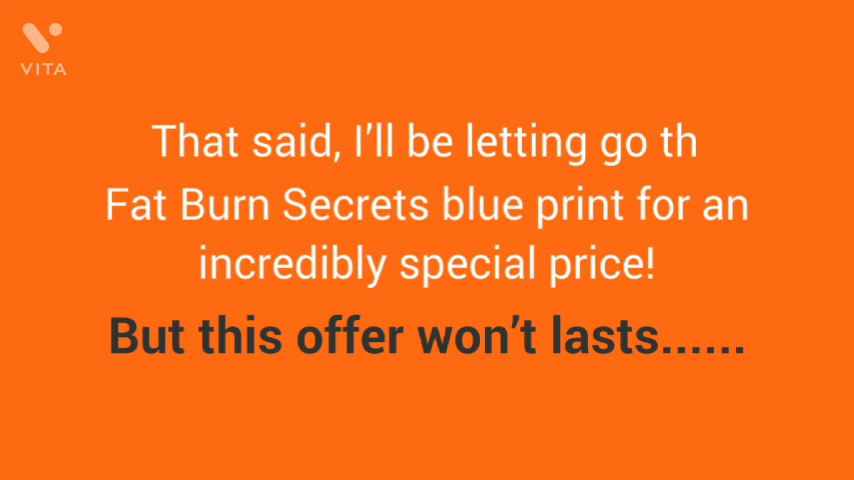 VITA
That said, I'll be letting go th
Fat Burn Secrets blue print for an
incredibly special price!
But this offer won't lasts......